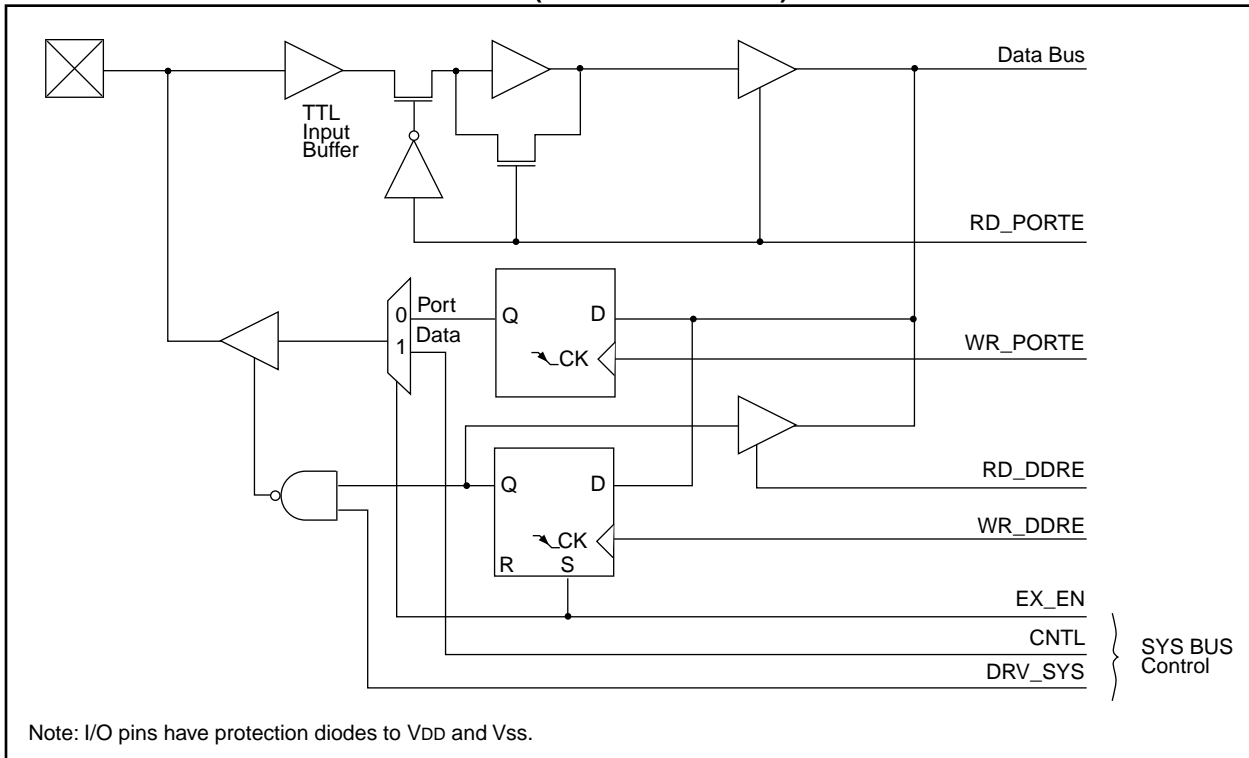 Data Bus
TTL
Input
Buffer
RD_PORTE
0
Port
Q
D
1
Data
WR_PORTE
CK
RD_DDRE
Q
D
WR_DDRE
CK
R
S
EX_EN
CNTL
SYS BUS
Control
DRV_SYS
Note: I/O pins have protection diodes to VDD and Vss.